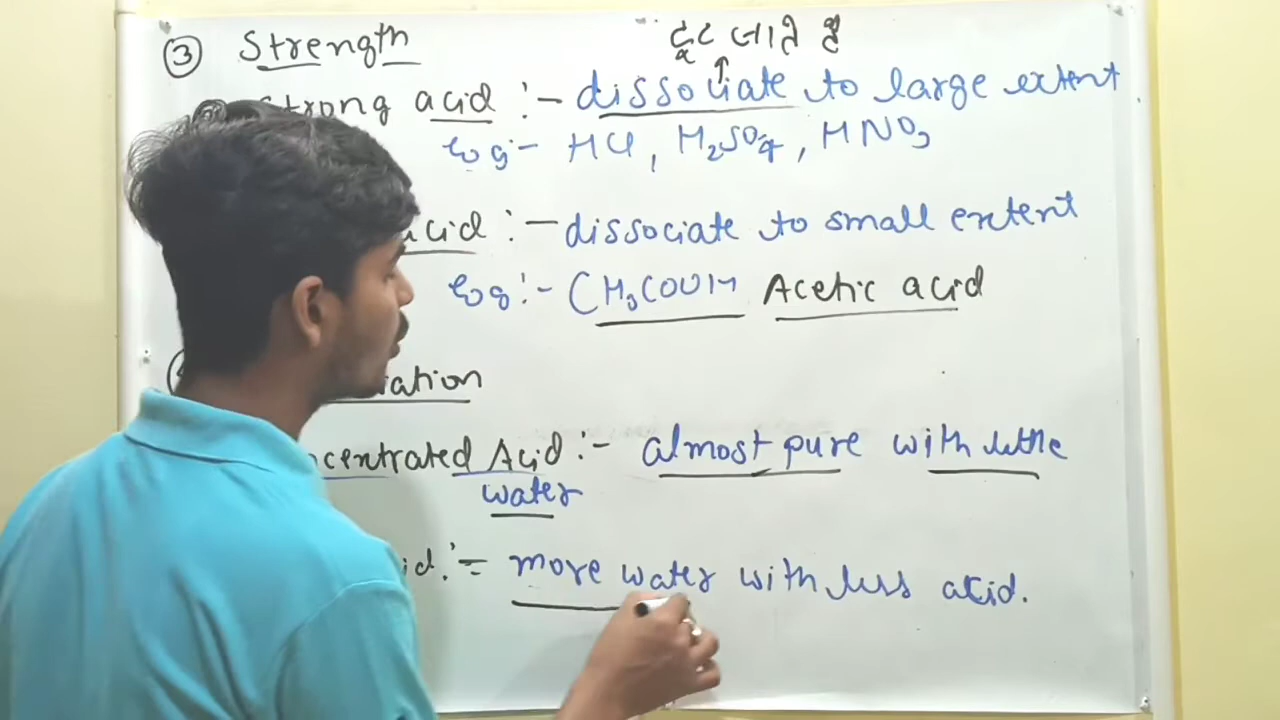 ③ Strength
टूट जाते है
↑
Strong acid :- dissociate to large extent.
Eg:- HCl, H₂SO₄, HNO₃
acid :- dissociate to small extent
Eg:- CH₃COOH Acetic acid
ation
centrated Acid :- almost pure with little
water
id := more water with less acid.